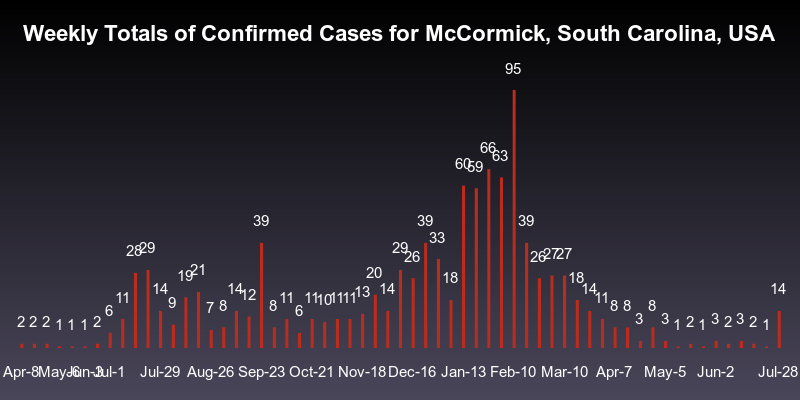 Weekly Totals of Confirmed Cases for McCormick, South Carolina, USA
2 2 2 1 1 1 2 6 11 28 29 14 9 19 21 7 8 14 12 39 8 11 6 11 10 11 11 13 20 14 29 26 39 33 18 60 59 66 63 95 39 26 27 27 18 14 11 8 8 3 8 3 1 2 1 3 2 3 2 1 14
Apr-8 May-6 Jun-3 Jul-1 Jul-29 Aug-26 Sep-23 Oct-21 Nov-18 Dec-16 Jan-13 Feb-10 Mar-10 Apr-7 May-5 Jun-2 Jul-28